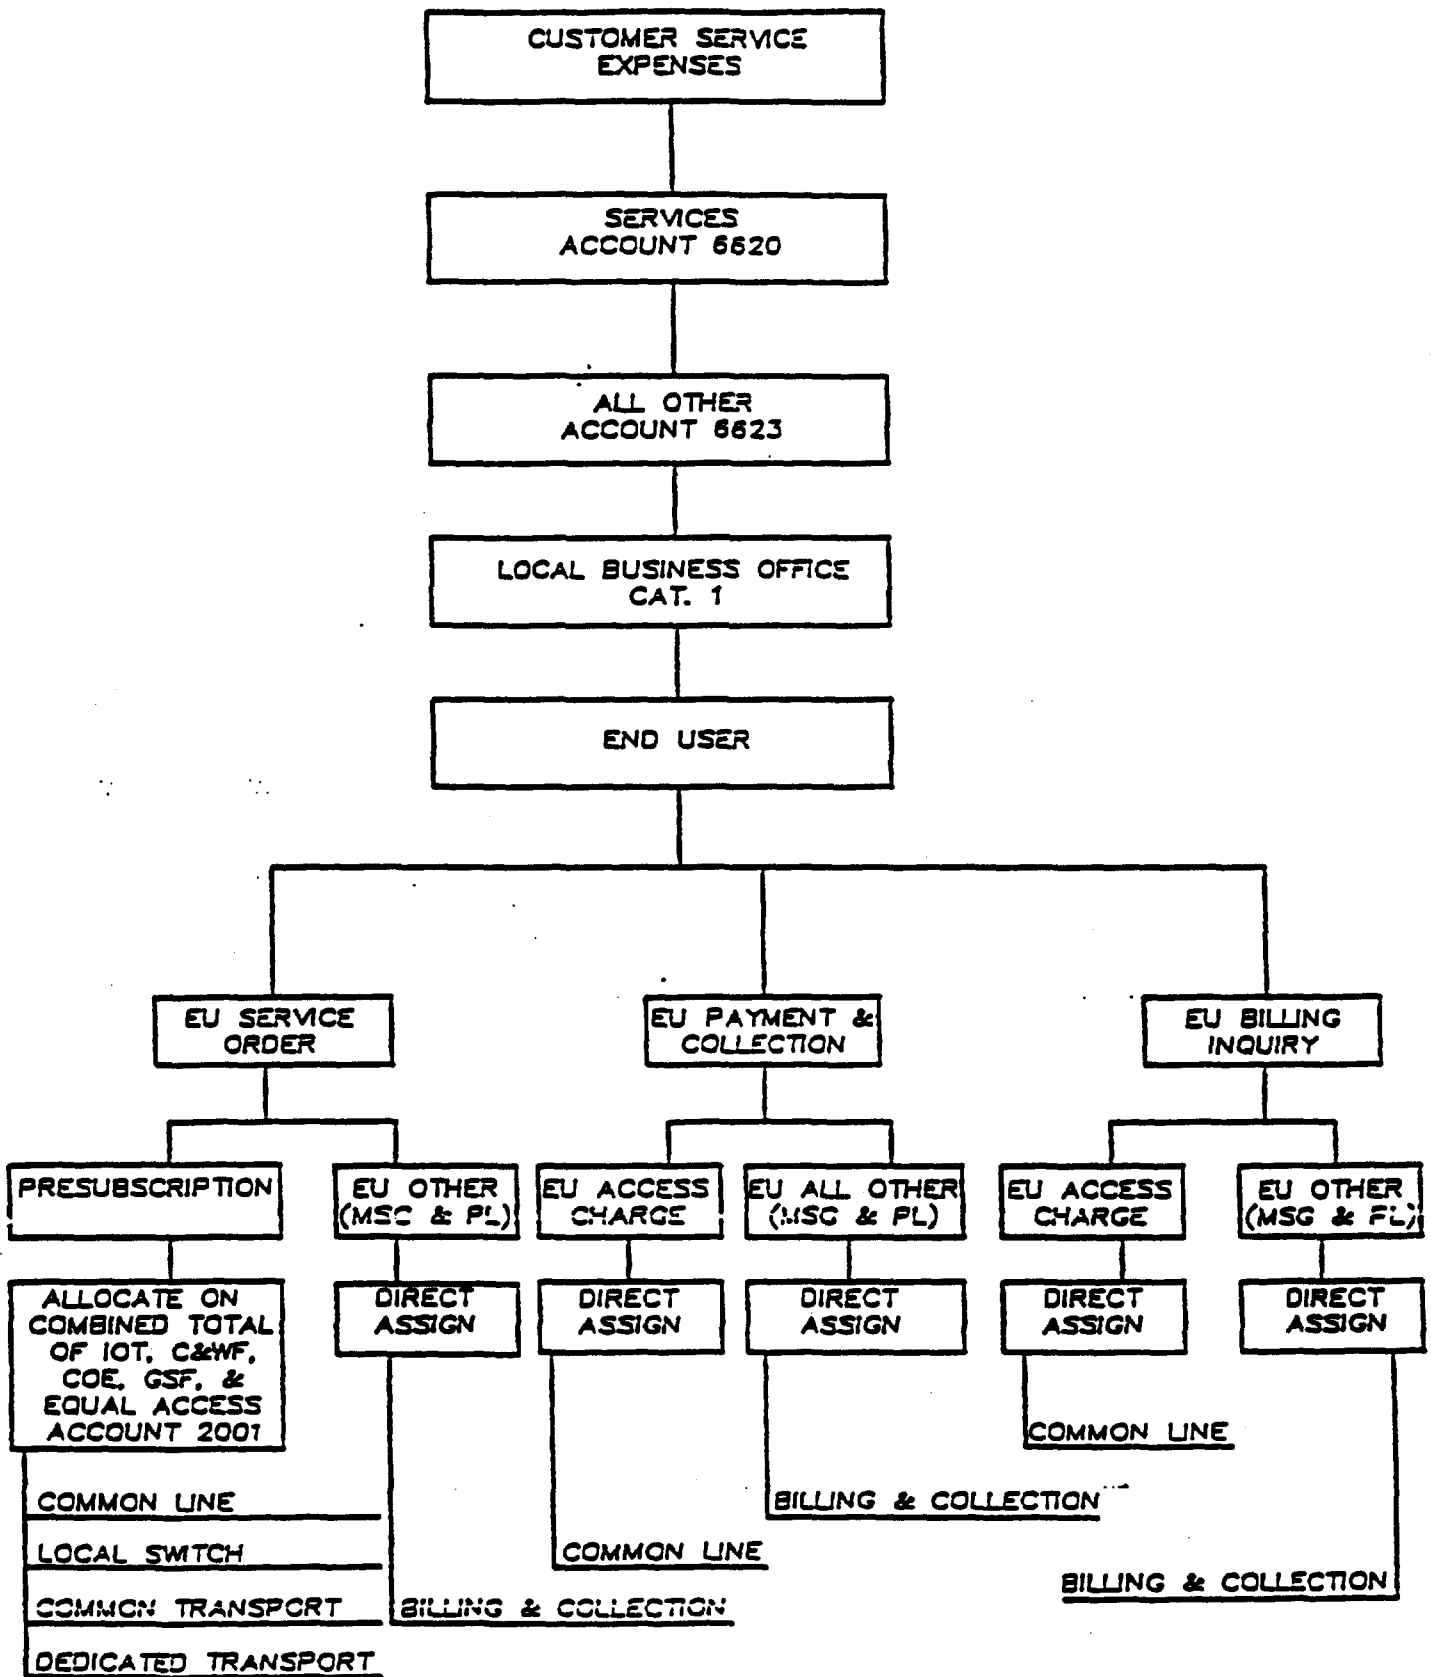 CUSTOMER SERVICE
EXPENSES
SERVICES
ACCOUNT 6620
ALL OTHER
ACCOUNT 6623
LOCAL BUSINESS OFFICE
CAT. 1
END USER
EU SERVICE
ORDER
EU PAYMENT &
COLLECTION
EU BILLING
INQUIRY
PRESUBSCRIPTION
EU OTHER
(MSG & PL)
EU ACCESS
CHARGE
EU ALL OTHER
(MSG & PL)
EU ACCESS
CHARGE
EU OTHER
(MSG & PL)
ALLOCATE ON
COMBINED TOTAL
OF IOT, C&WF,
COE, GSF, &
EQUAL ACCESS
ACCOUNT 2001
DIRECT
ASSIGN
DIRECT
ASSIGN
DIRECT
ASSIGN
DIRECT
ASSIGN
DIRECT
ASSIGN
COMMON LINE
LOCAL SWITCH
COMMON TRANSPORT
DEDICATED TRANSPORT
BILLING & COLLECTION
COMMON LINE
BILLING & COLLECTION
COMMON LINE
BILLING & COLLECTION